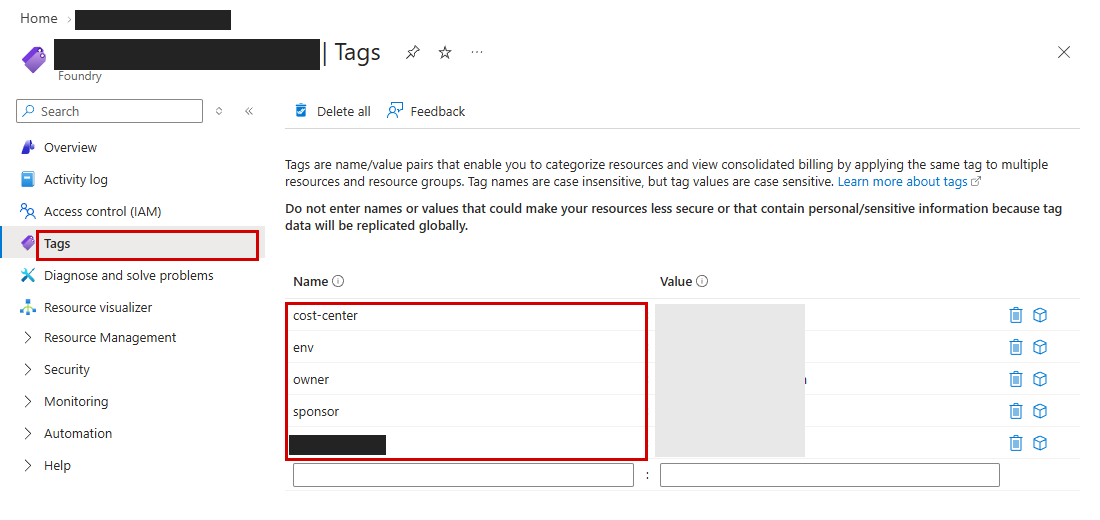 Home
| Tags
Foundry
Search
Delete all
Feedback
Overview
Activity log
Access control (IAM)
Tags
Diagnose and solve problems
Resource visualizer
Resource Management
Security
Monitoring
Automation
Help
Tags are name/value pairs that enable you to categorize resources and view consolidated billing by applying the same tag to multiple
resources and resource groups. Tag names are case insensitive, but tag values are case sensitive. Learn more about tags
Do not enter names or values that could make your resources less secure or that contain personal/sensitive information because tag
data will be replicated globally.
Name Value
cost-center
env
owner
sponsor
: